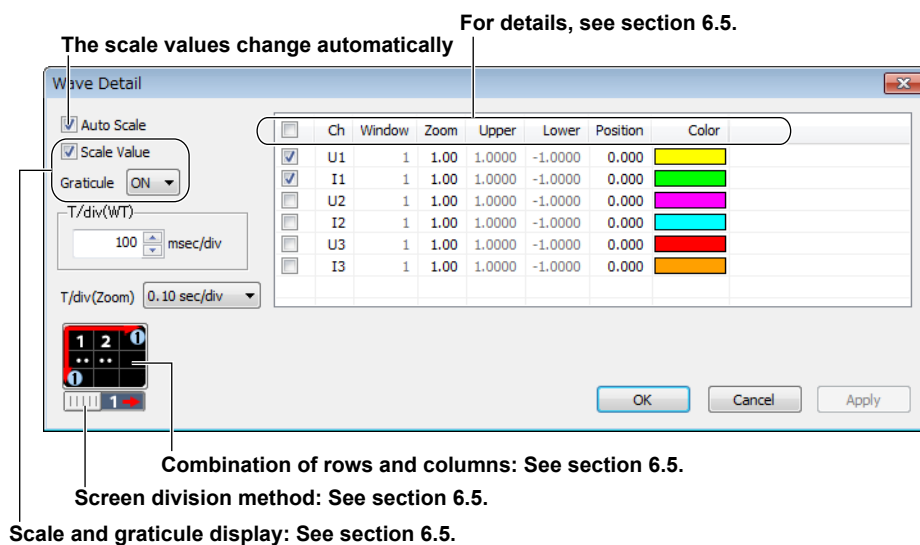 For details, see section 6.5.
The scale values change automatically
Wave Detail
Auto Scale
Scale Value
Graticule ON
T/div(WT)
100 msec/div
T/div(Zoom) 0.10 sec/div
Ch Window Zoom Upper Lower Position Color
U1 1 1.00 1.0000 -1.0000 0.000
I1 1 1.00 1.0000 -1.0000 0.000
U2 1 1.00 1.0000 -1.0000 0.000
I2 1 1.00 1.0000 -1.0000 0.000
U3 1 1.00 1.0000 -1.0000 0.000
I3 1 1.00 1.0000 -1.0000 0.000
1 2 1
1
1
OK Cancel Apply
Combination of rows and columns: See section 6.5.
Screen division method: See section 6.5.
Scale and graticule display: See section 6.5.